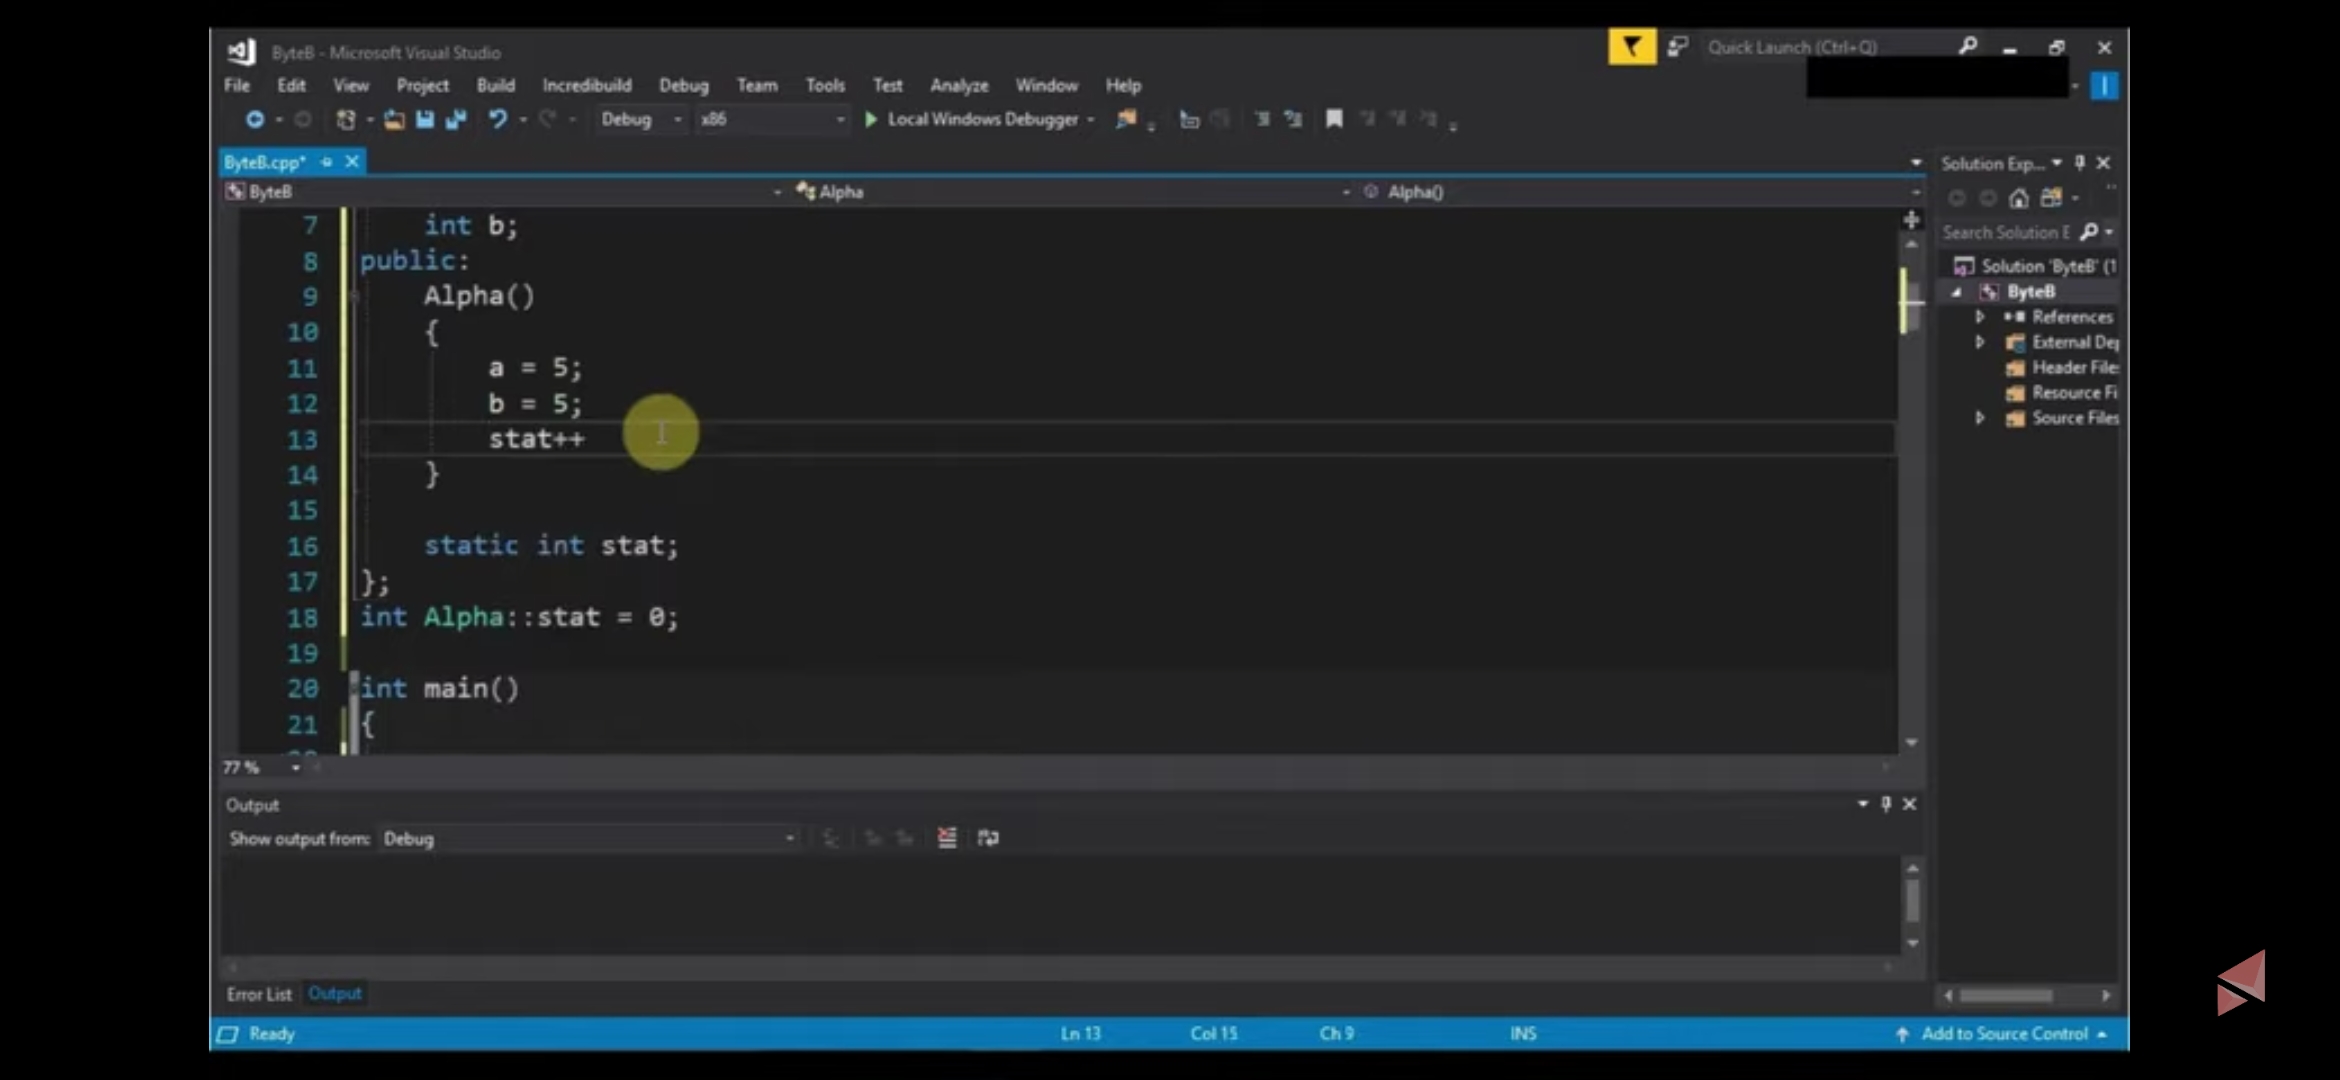 ByteB - Microsoft Visual Studio
Quick Launch (Ctrl+Q)
File Edit View Project Build Incredibuild Debug Team Tools Test Analyze Window Help
Debug x86 Local Windows Debugger
ByteB.cpp*
ByteB Alpha Alpha()
7 int b;
8 public:
9 Alpha()
10 {
11 a = 5;
12 b = 5;
13 stat++
14 }
15
16 static int stat;
17 };
18 int Alpha::stat = 0;
19
20 int main()
21 {
77 %
Output
Show output from: Debug
Error List Output
Ready Ln 13 Col 15 Ch 9 INS Add to Source Control
Solution Exp...
Search Solution E
Solution 'ByteB' (1
ByteB
References
External Dep
Header File
Resource Fi
Source Files